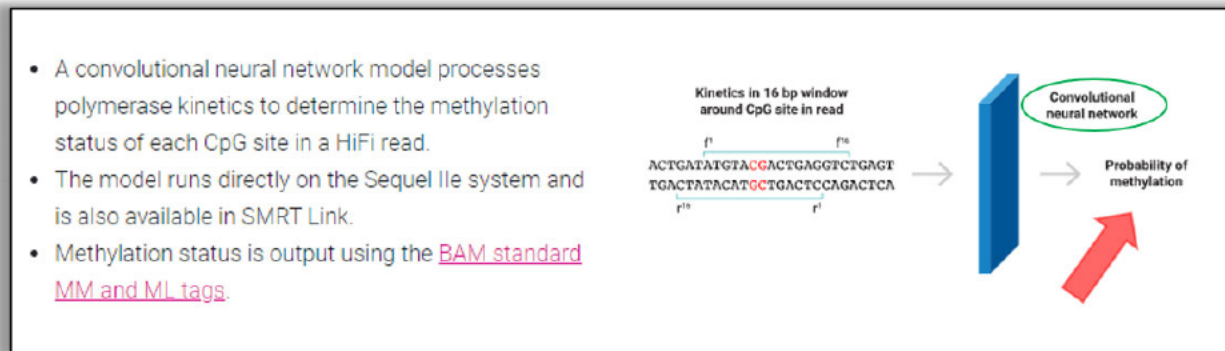 • A convolutional neural network model processes
polymerase kinetics to determine the methylation
status of each CpG site in a HiFi read.
• The model runs directly on the Sequel IIe system and
is also available in SMRT Link.
• Methylation status is output using the BAM standard
MM and ML tags.
Kinetics in 16 bp window
around CpG site in read
f¹ f¹⁶
ACTGATATGTACGACTGAGGTCTGAGT
TGACTATACATGCTGACTCCAGACTCA
r¹⁶ r¹
Convolutional
neural network
Probability of
methylation